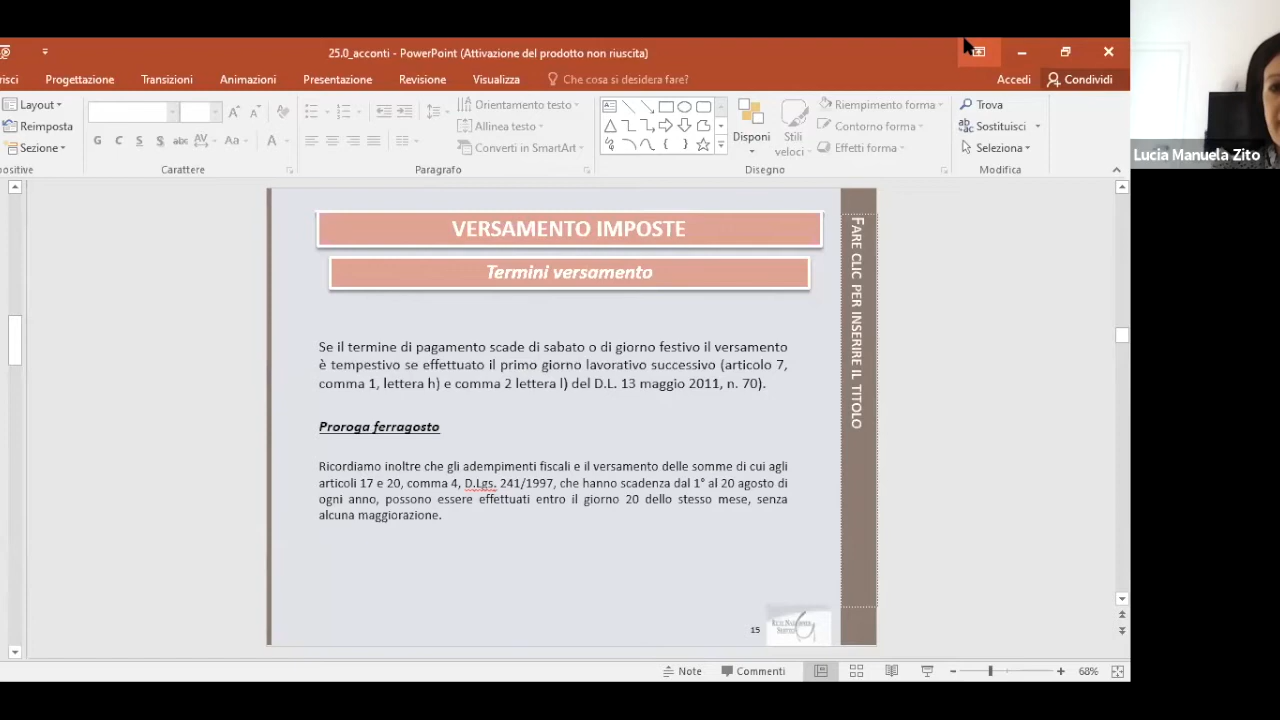 25.0_acconti - PowerPoint (Attivazione del prodotto non riuscita)
Progettazione Transizioni Animazioni Presentazione Revisione Visualizza Che cosa si desidera fare? Accedi Condividi
Layout
Reimposta
Sezione
G C S S abc AV Aa A
Orientamento testo
Allinea testo
Converti in SmartArt
Disponi
Stili veloci
Riempimento forma
Contorno forma
Effetti forma
Trova
Sostituisci
Seleziona
Carattere Paragrafo Disegno Modifica
Lucia Manuela Zito
VERSAMENTO IMPOSTE
Termini versamento
Se il termine di pagamento scade di sabato o di giorno festivo il versamento
è tempestivo se effettuato il primo giorno lavorativo successivo (articolo 7,
comma 1, lettera h) e comma 2 lettera l) del D.L. 13 maggio 2011, n. 70).
Proroga ferragosto
Ricordiamo inoltre che gli adempimenti fiscali e il versamento delle somme di cui agli
articoli 17 e 20, comma 4, D.Lgs. 241/1997, che hanno scadenza dal 1° al 20 agosto di
ogni anno, possono essere effettuati entro il giorno 20 dello stesso mese, senza
alcuna maggiorazione.
FARE CLIC PER INSERIRE IL TITOLO
15
Note Commenti 68%